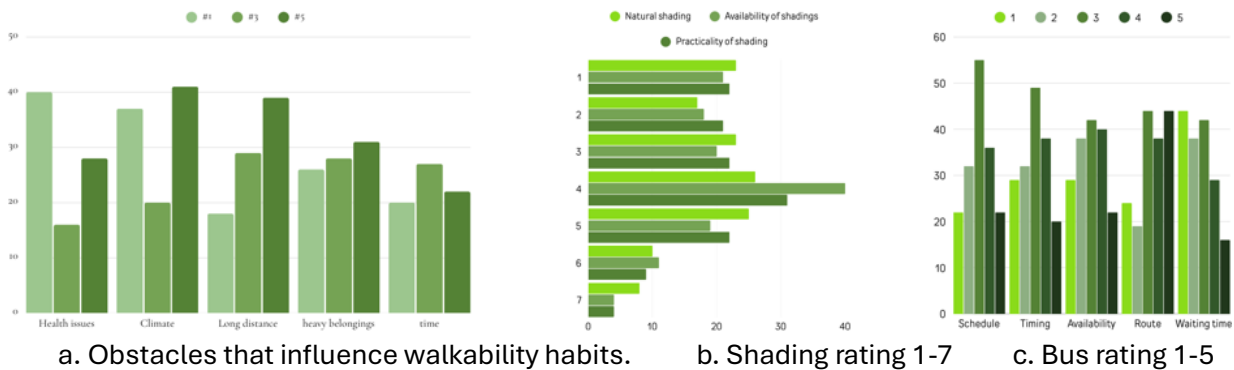 #1 #3 #5
50
40
30
20
10
0
Health issues Climate Long distance heavy belongings time
a. Obstacles that influence walkability habits.
Natural shading Availability of shadings
Practicality of shading
1
2
3
4
5
6
7
0 10 20 30 40
b. Shading rating 1-7
1 2 3 4 5
60
50
40
30
20
10
0
Schedule Timing Availability Route Waiting time
c. Bus rating 1-5